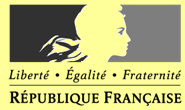 Liberté • Égalité • Fraternité
RÉPUBLIQUE FRANÇAISE